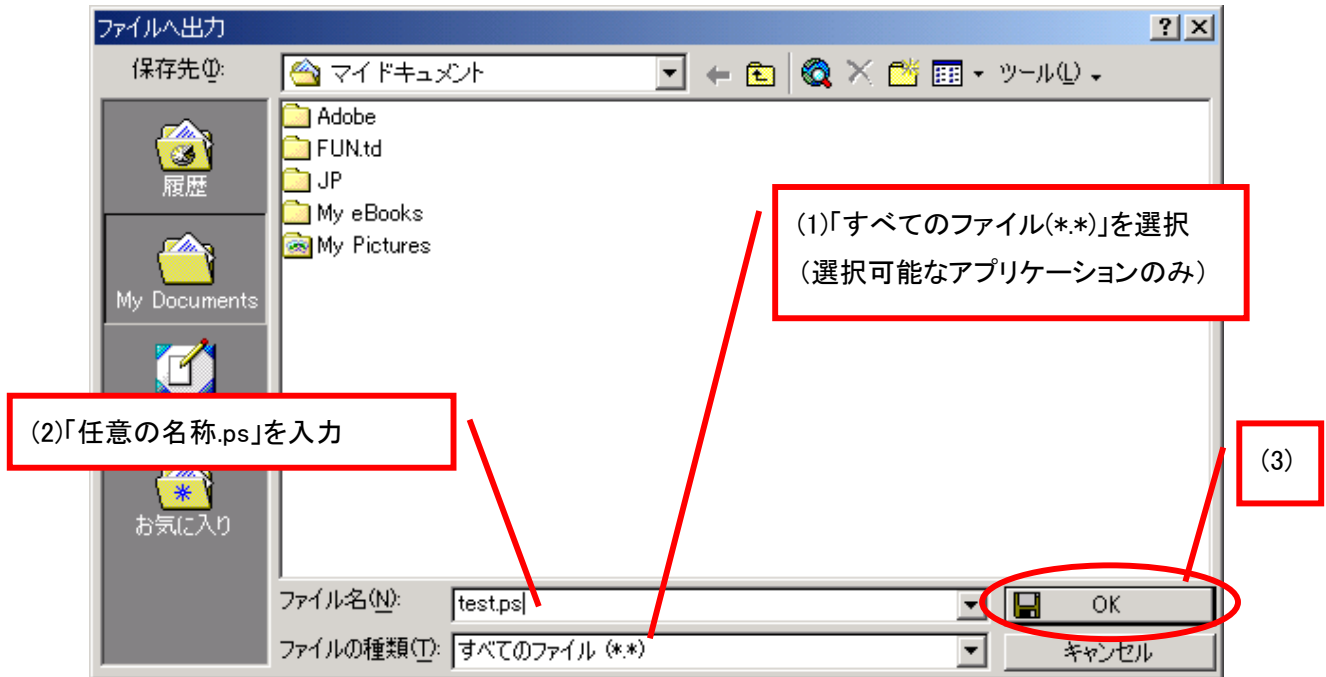 ファイルへ出力
保存先(I):
マイ ドキュメント
ツール(L)
履歴
My Documents
お気に入り
Adobe
FUN.td
JP
My eBooks
My Pictures
(1)「すべてのファイル(*.*)」を選択
(選択可能なアプリケーションのみ)
(2)「任意の名称.ps」を入力
(3)
ファイル名(N):
test.ps
OK
ファイルの種類(T):
すべてのファイル (*.*)
キャンセル